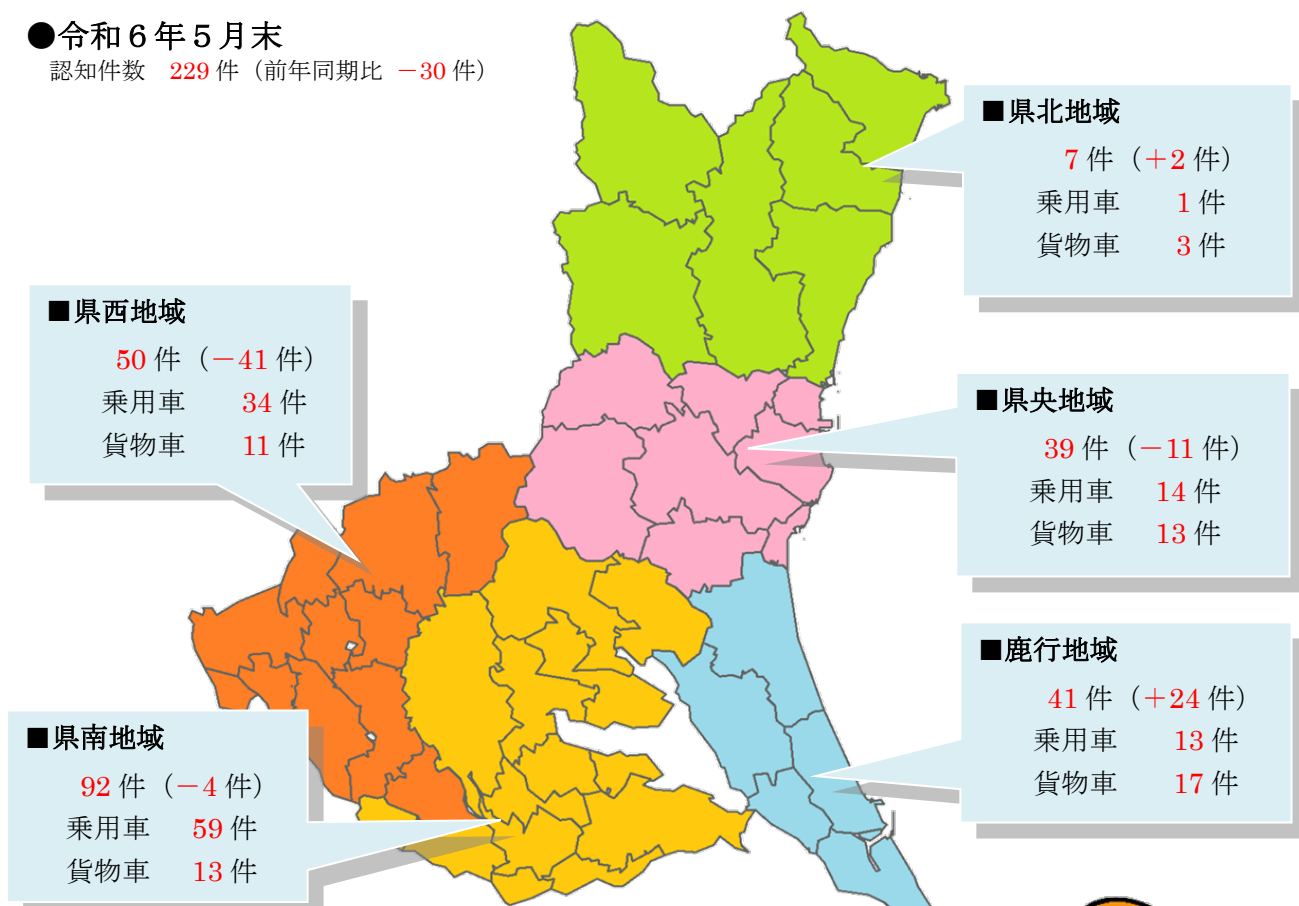 ●令和６年５月末
認知件数 229 件（前年同期比 －30 件）
■県北地域
7 件（＋2 件）
乗用車 1 件
貨物車 3 件
■県西地域
50 件（－41 件）
乗用車 34 件
貨物車 11 件
■県央地域
39 件（－11 件）
乗用車 14 件
貨物車 13 件
■鹿行地域
41 件（＋24 件）
乗用車 13 件
貨物車 17 件
■県南地域
92 件（－4 件）
乗用車 59 件
貨物車 13 件